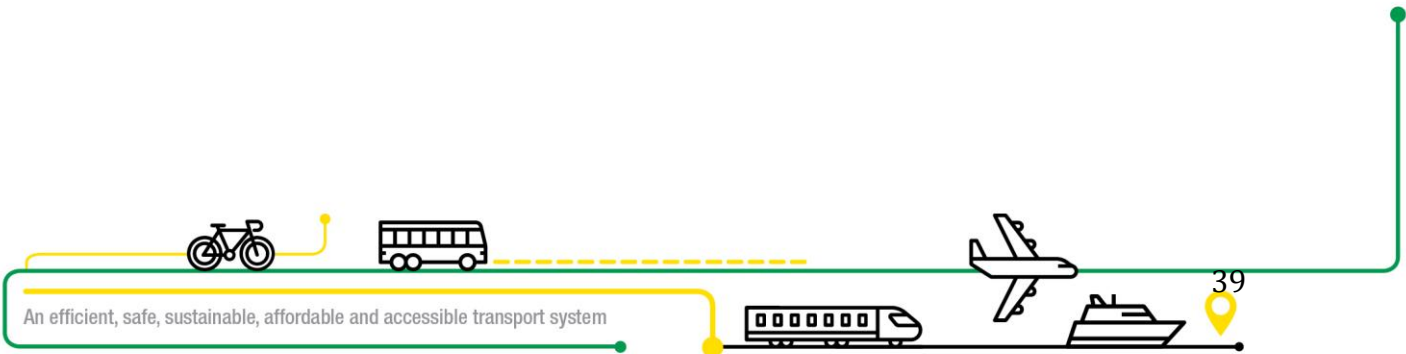 39
An efficient, safe, sustainable, affordable and accessible transport system